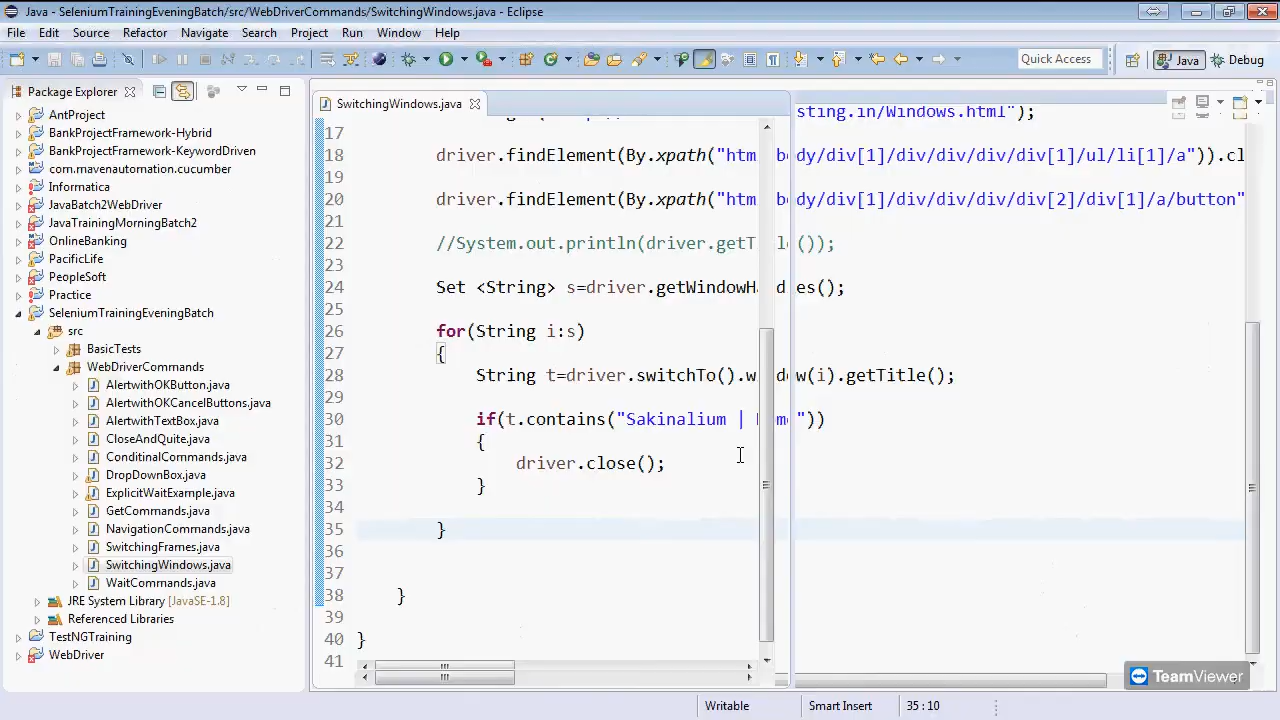 Java - SeleniumTrainingEveningBatch/src/WebDriverCommands/SwitchingWindows.java - Eclipse
File Edit Source Refactor Navigate Search Project Run Window Help
Quick Access Java Debug
Package Explorer
SwitchingWindows.java
AntProject
BankProjectFramework-Hybrid
BankProjectFramework-KeywordDriven
com.mavenautomation.cucumber
Informatica
JavaBatch2WebDriver
JavaTrainingMorningBatch2
OnlineBanking
PacificLife
PeopleSoft
Practice
SeleniumTrainingEveningBatch
src
BasicTests
WebDriverCommands
AlertwithOKButton.java
AlertwithOKCancelButtons.java
AlertwithTextBox.java
CloseAndQuite.java
ConditinalCommands.java
DropDownBox.java
ExplicitWaitExample.java
GetCommands.java
NavigationCommands.java
SwitchingFrames.java
SwitchingWindows.java
WaitCommands.java
JRE System Library [JavaSE-1.8]
Referenced Libraries
TestNGTraining
WebDriver
sting.in/Windows.html");
17
18 driver.findElement(By.xpath("htm body/div[1]/div/div/div/div[1]/ul/li[1]/a")).cl
19
20 driver.findElement(By.xpath("htm body/div[1]/div/div/div/div[2]/div[1]/a/button"
21
22 //System.out.println(driver.getT le());
23
24 Set <String> s=driver.getWindowHandles();
25
26 for(String i:s)
27 {
28 String t=driver.switchTo().window(i).getTitle();
29
30 if(t.contains("Sakinalium | Home"))
31 {
32 driver.close();
33 }
34
35 }
36
37
38 }
39
40 }
41
TeamViewer
Writable Smart Insert 35 : 10